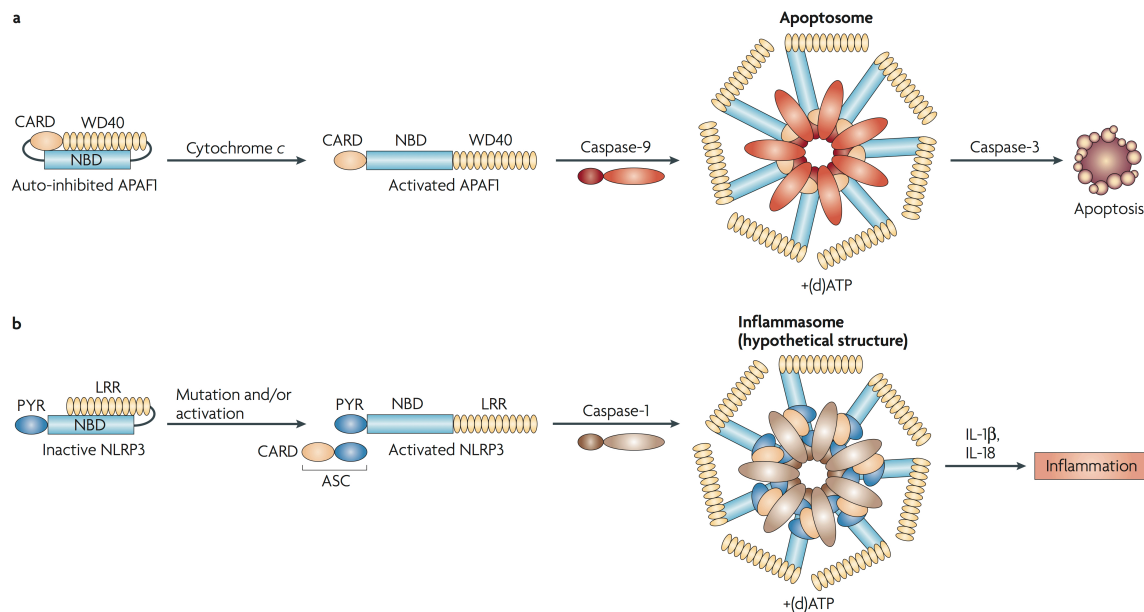 a
Apoptosome
CARD
WD40
NBD
Auto-inhibited APAF1
Cytochrome c
CARD
NBD
WD40
Activated APAF1
Caspase-9
Caspase-3
Apoptosis
+(d)ATP
b
Inflammasome
(hypothetical structure)
PYR
LRR
NBD
Inactive NLRP3
Mutation and/or
activation
PYR
NBD
LRR
CARD
Activated NLRP3
ASC
Caspase-1
IL-1β,
IL-18
Inflammation
+(d)ATP